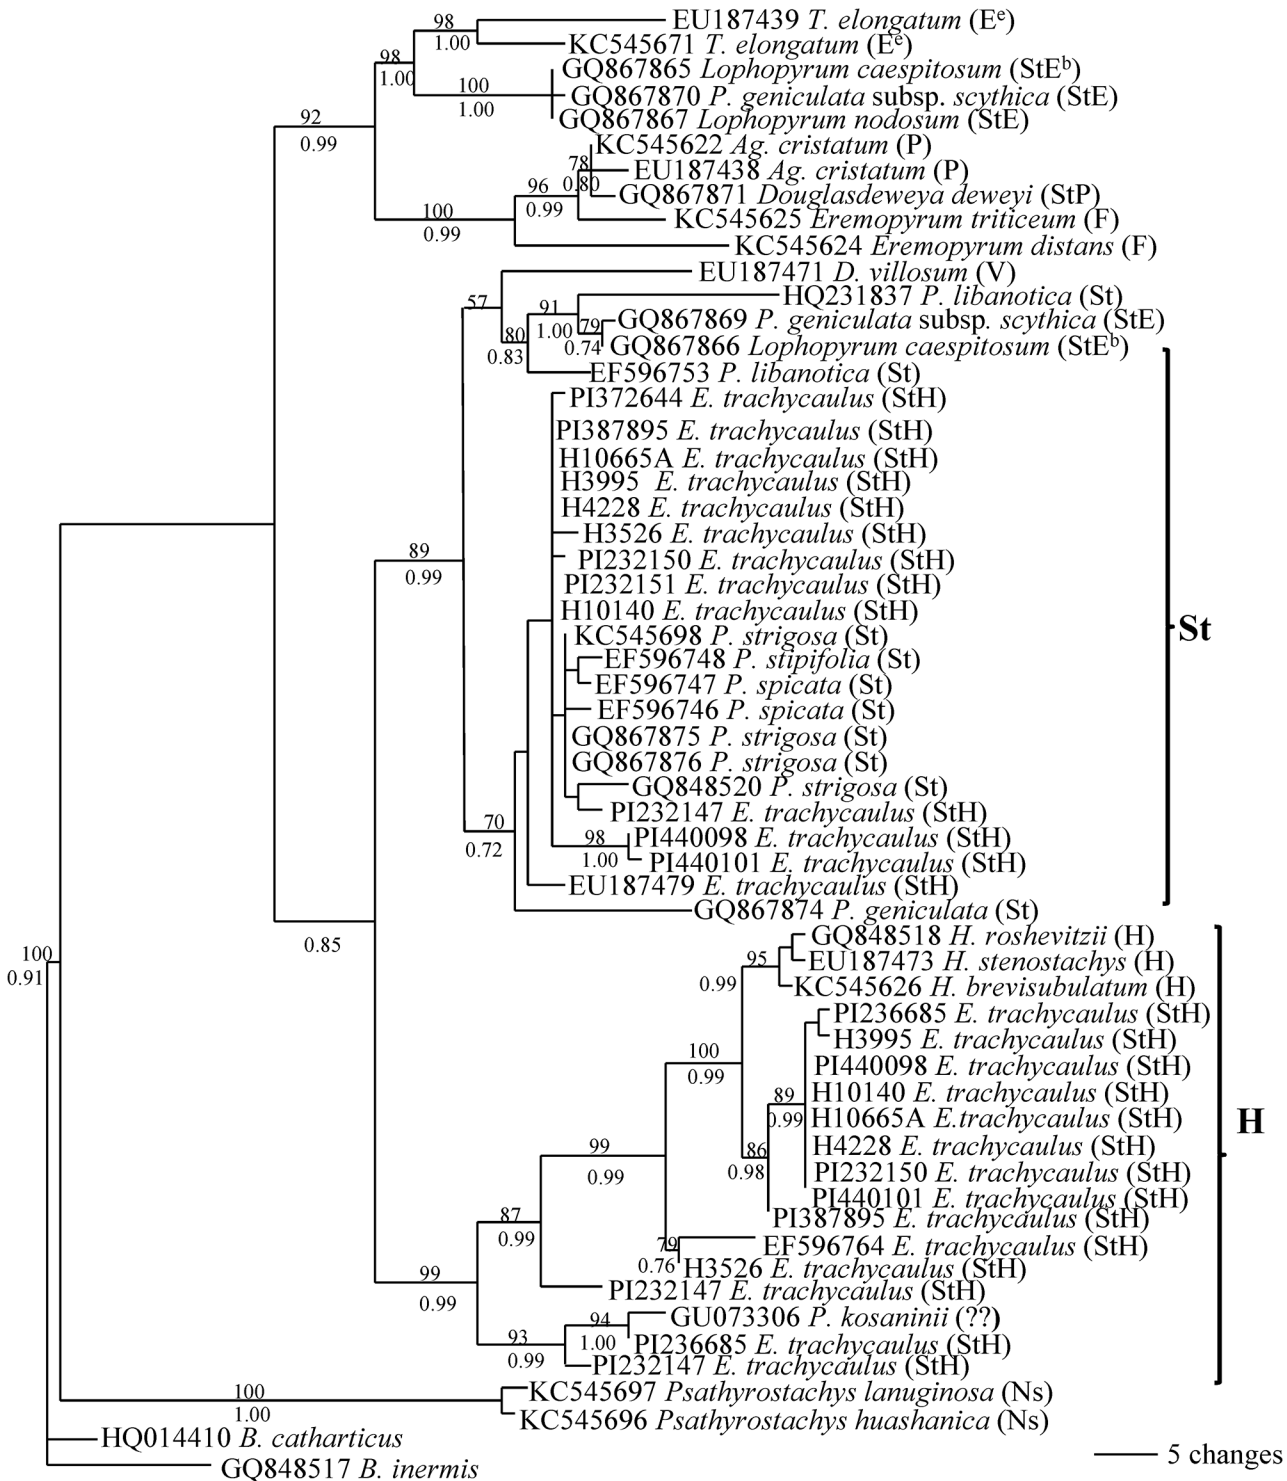 98
EU187439 T. elongatum (Eᵉ)
1.00
KC545671 T. elongatum (Eᵉ)
98
1.00
GQ867865 Lophopyrum caespitosum (StEᵇ)
100
1.00
GQ867870 P. geniculata subsp. scythica (StE)
GQ867867 Lophopyrum nodosum (StE)
92
0.99
KC545622 Ag. cristatum (P)
78
0.80
EU187438 Ag. cristatum (P)
96
0.99
GQ867871 Douglasdeweya deweyi (StP)
100
0.99
KC545625 Eremopyrum triticeum (F)
KC545624 Eremopyrum distans (F)
EU187471 D. villosum (V)
57
HQ231837 P. libanotica (St)
91
1.00
79
0.74
GQ867869 P. geniculata subsp. scythica (StE)
80
0.83
GQ867866 Lophopyrum caespitosum (StEᵇ)
EF596753 P. libanotica (St)
PI372644 E. trachycaulus (StH)
PI387895 E. trachycaulus (StH)
H10665A E. trachycaulus (StH)
H3995 E. trachycaulus (StH)
H4228 E. trachycaulus (StH)
H3526 E. trachycaulus (StH)
89
0.99
PI232150 E. trachycaulus (StH)
PI232151 E. trachycaulus (StH)
H10140 E. trachycaulus (StH)
St
KC545698 P. strigosa (St)
EF596748 P. stipifolia (St)
EF596747 P. spicata (St)
EF596746 P. spicata (St)
GQ867875 P. strigosa (St)
GQ867876 P. strigosa (St)
GQ848520 P. strigosa (St)
PI232147 E. trachycaulus (StH)
70
0.72
98
1.00
PI440098 E. trachycaulus (StH)
PI440101 E. trachycaulus (StH)
EU187479 E. trachycaulus (StH)
GQ867874 P. geniculata (St)
0.85
100
0.91
GQ848518 H. roshevitzii (H)
95
0.99
EU187473 H. stenostachys (H)
KC545626 H. brevisubulatum (H)
PI236685 E. trachycaulus (StH)
H3995 E. trachycaulus (StH)
100
0.99
PI440098 E. trachycaulus (StH)
89
0.99
H10140 E. trachycaulus (StH)
H10665A E.trachycaulus (StH)
H
99
0.99
86
0.98
H4228 E. trachycaulus (StH)
PI232150 E. trachycaulus (StH)
PI440101 E. trachycaulus (StH)
87
0.99
PI387895 E. trachycaulus (StH)
79
0.76
EF596764 E. trachycaulus (StH)
H3526 E. trachycaulus (StH)
99
0.99
PI232147 E. trachycaulus (StH)
94
1.00
GU073306 P. kosaninii (??)
93
0.99
PI236685 E. trachycaulus (StH)
PI232147 E. trachycaulus (StH)
100
1.00
KC545697 Psathyrostachys lanuginosa (Ns)
KC545696 Psathyrostachys huashanica (Ns)
HQ014410 B. catharticus
5 changes
GQ848517 B. inermis